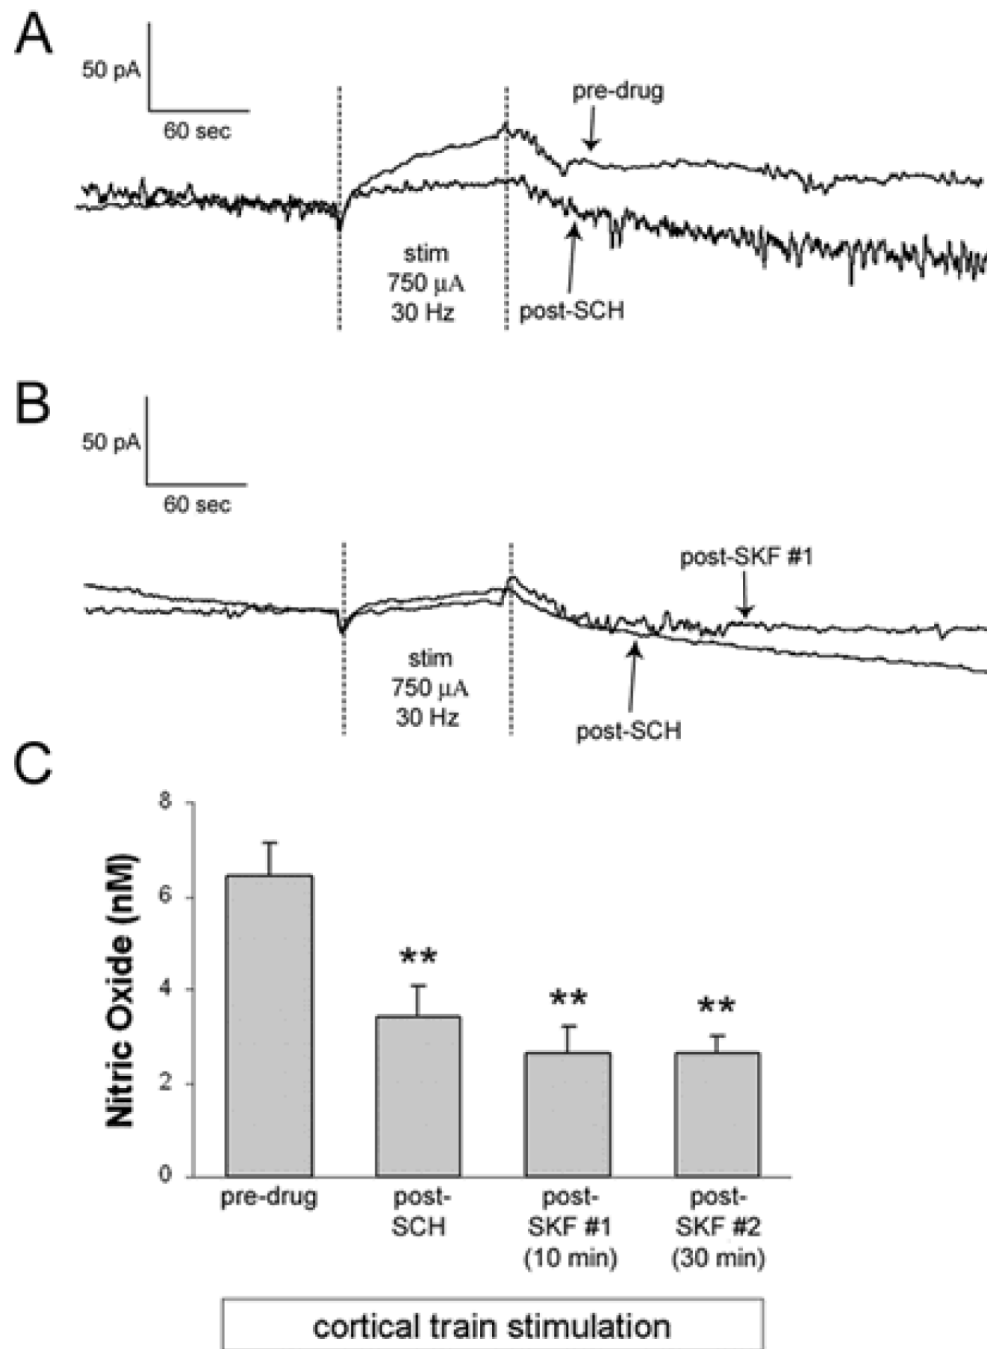 A
50 pA
60 sec
pre-drug
stim
750 μA
30 Hz
post-SCH
B
50 pA
60 sec
post-SKF #1
stim
750 μA
30 Hz
post-SCH
C
Nitric Oxide (nM)
8
6
4
2
0
**
**
**
pre-drug
post-
SCH
post-
SKF #1
(10 min)
post-
SKF #2
(30 min)
cortical train stimulation